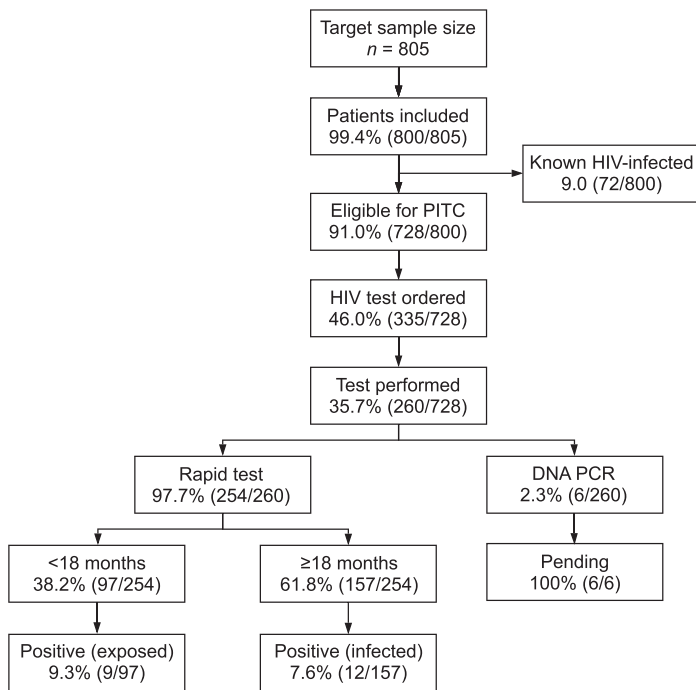 Target sample size
n = 805
Patients included
99.4% (800/805)
Known HIV-infected
9.0 (72/800)
Eligible for PITC
91.0% (728/800)
HIV test ordered
46.0% (335/728)
Test performed
35.7% (260/728)
Rapid test
97.7% (254/260)
DNA PCR
2.3% (6/260)
<18 months
38.2% (97/254)
≥18 months
61.8% (157/254)
Pending
100% (6/6)
Positive (exposed)
9.3% (9/97)
Positive (infected)
7.6% (12/157)